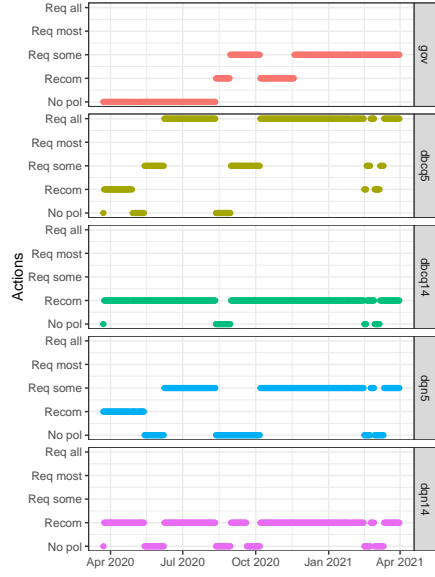 Req all
Req most
Req some
Recom
No pol
gov
Req all
Req most
Req some
Recom
No pol
dbcq5
Req all
Req most
Req some
Recom
No pol
dbcq14
Req all
Req most
Req some
Recom
No pol
dqn5
Req all
Req most
Req some
Recom
No pol
dqn14
Actions
Apr 2020 Jul 2020 Oct 2020 Jan 2021 Apr 2021